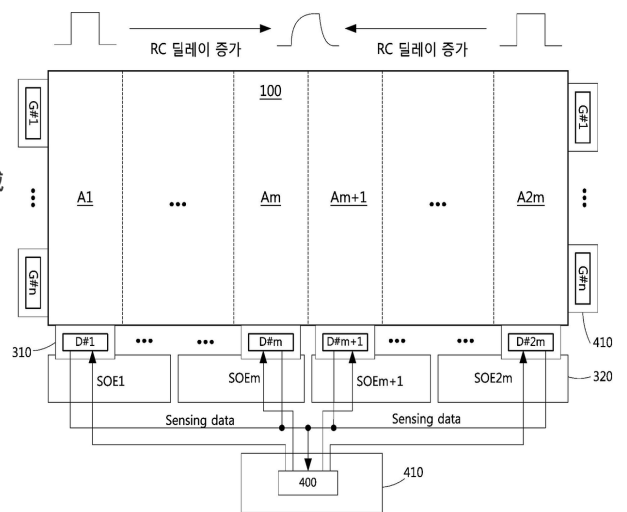 RC 딜레이 증가
RC 딜레이 증가
100
G#1
G#1
A1
Am
Am+1
A2m
•••
•••
•••
•••
G#n
G#n
310
D#1
•••
•••
D#m
D#m+1
•••
•••
D#2m
410
SOE1
SOEm
SOEm+1
SOE2m
320
Sensing data
Sensing data
400
410